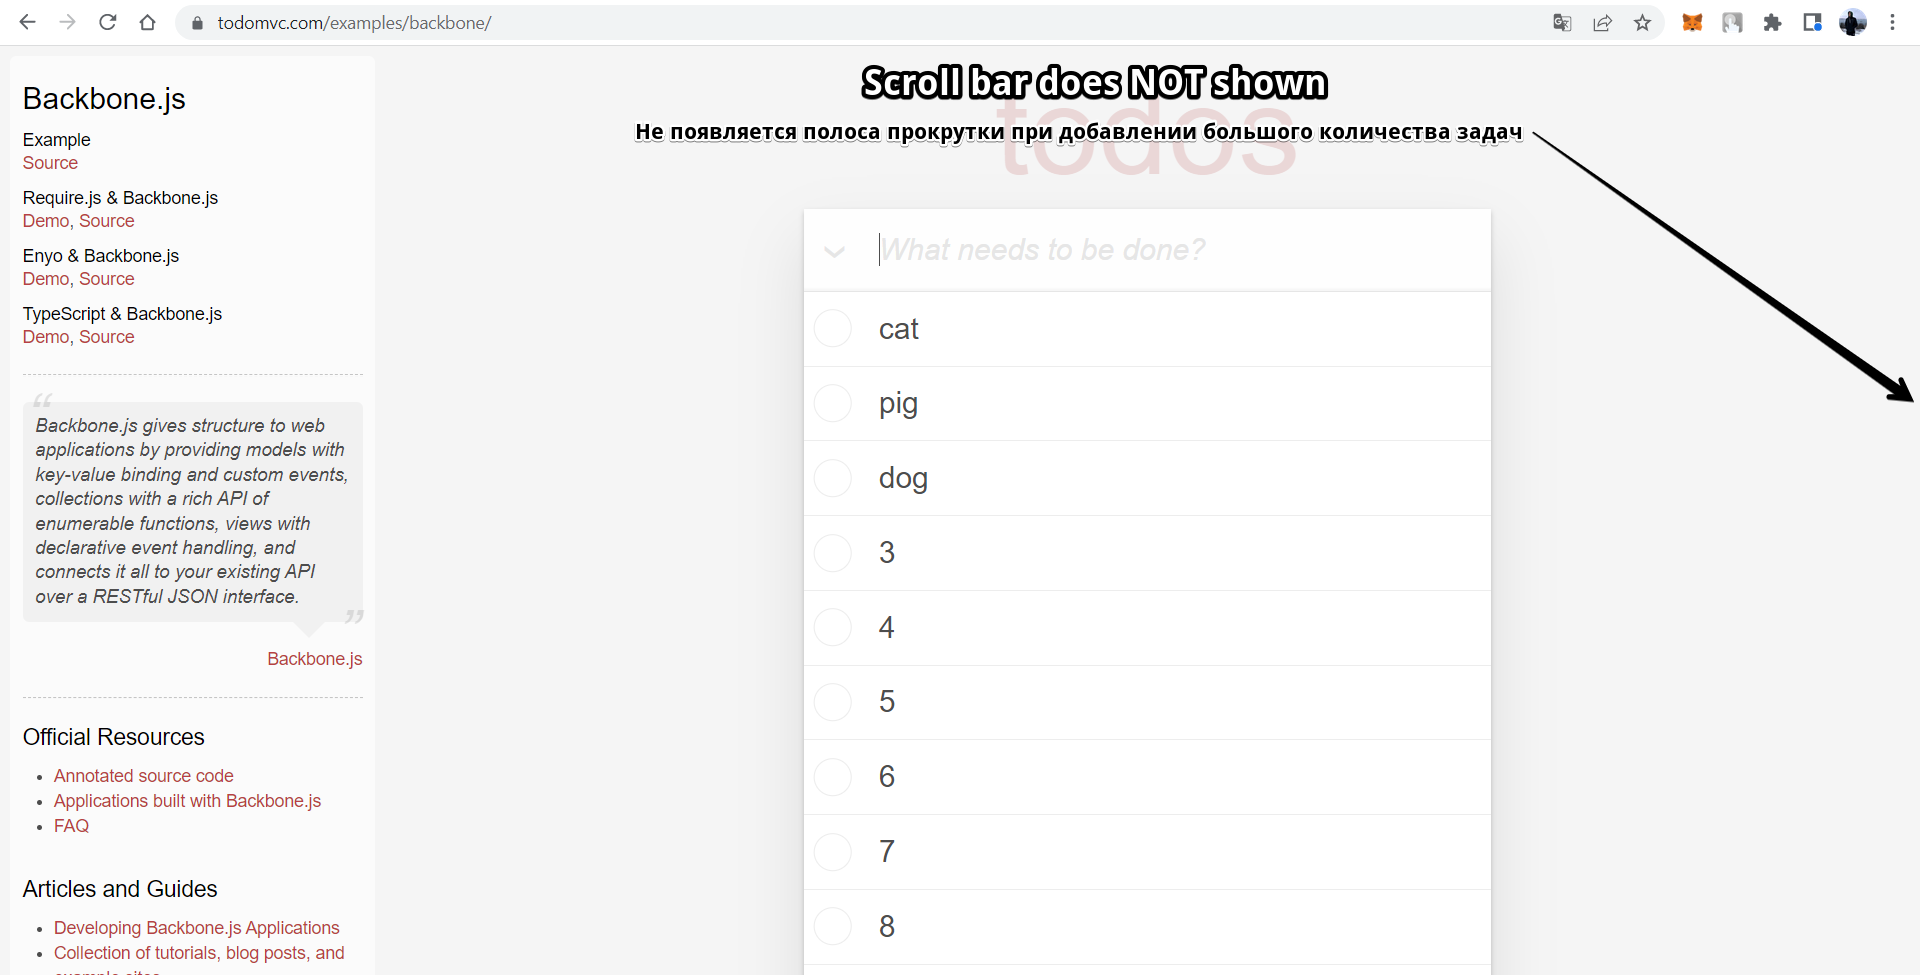 todomvc.com/examples/backbone/
Scroll bar does NOT shown
Не появляется полоса прокрутки при добавлении большого количества задач
todos
Backbone.js
Example
Source
Require.js & Backbone.js
Demo, Source
Enyo & Backbone.js
Demo, Source
TypeScript & Backbone.js
Demo, Source
“
Backbone.js gives structure to web
applications by providing models with
key-value binding and custom events,
collections with a rich API of
enumerable functions, views with
declarative event handling, and
connects it all to your existing API
over a RESTful JSON interface.
”
Backbone.js
Official Resources
• Annotated source code
• Applications built with Backbone.js
• FAQ
Articles and Guides
• Developing Backbone.js Applications
• Collection of tutorials, blog posts, and
example sites
What needs to be done?
cat
pig
dog
3
4
5
6
7
8